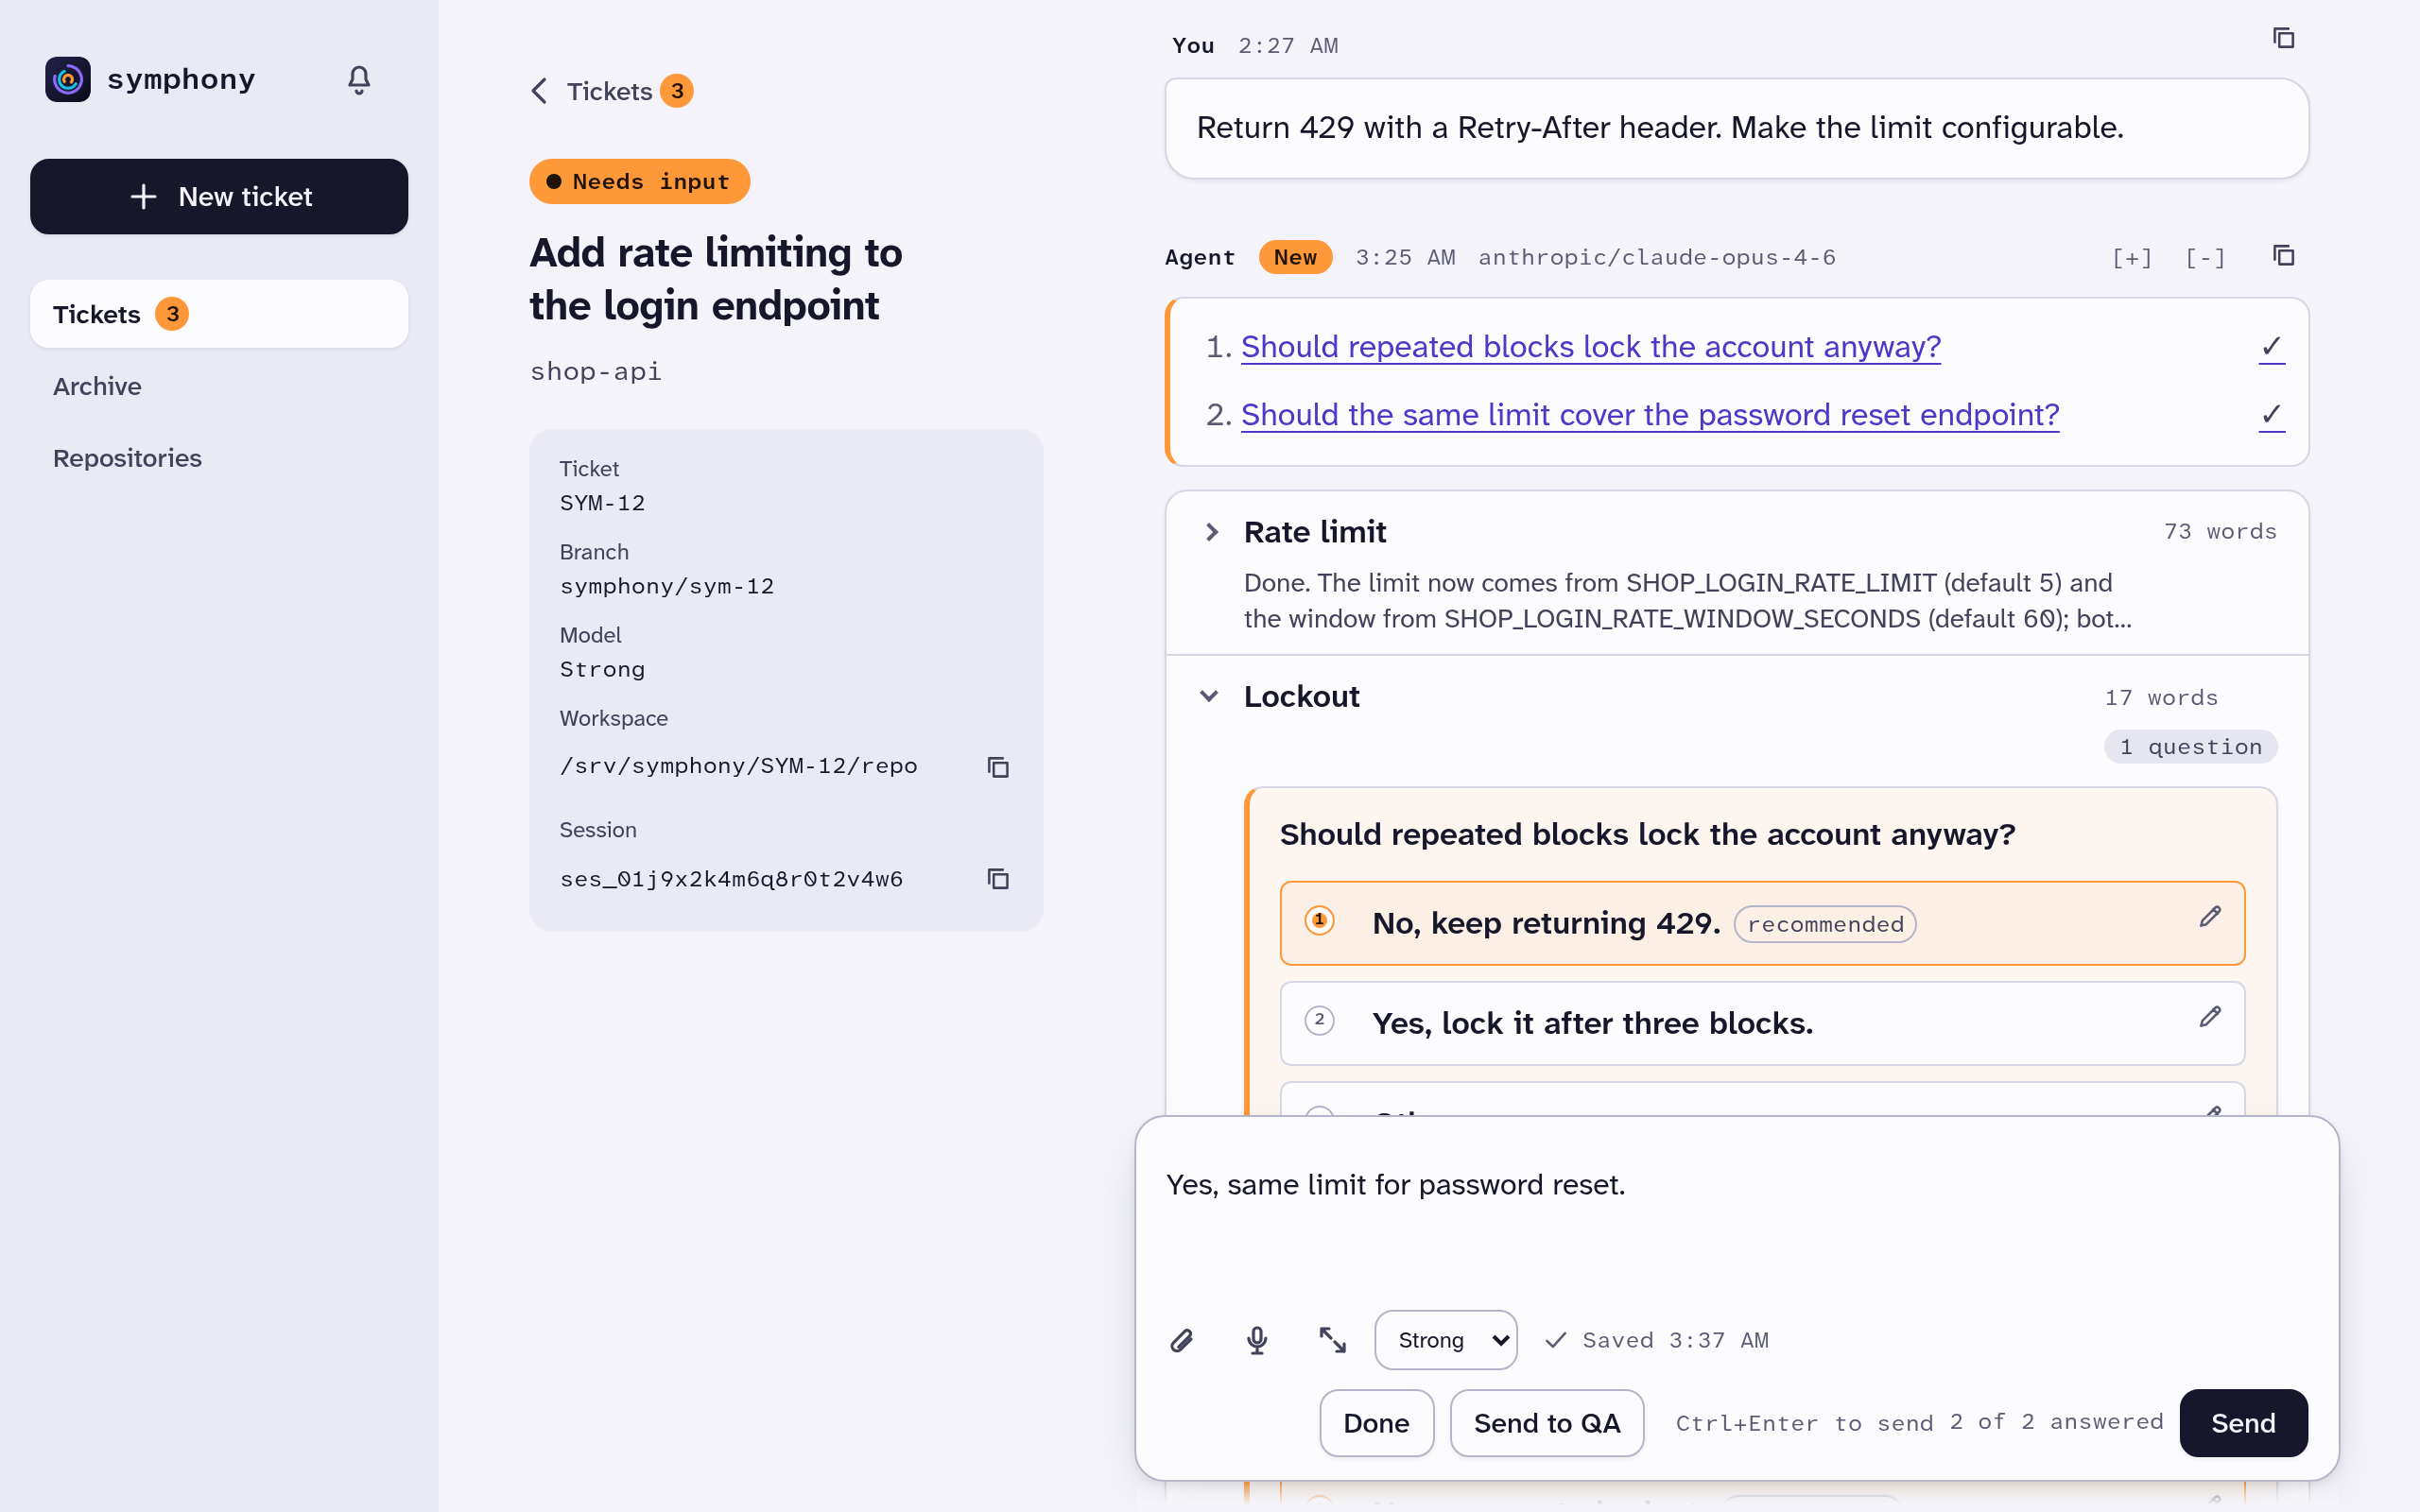 symphony
New ticket
Tickets 3
Archive
Repositories
Tickets 3
Needs input
Add rate limiting to
the login endpoint
shop-api
Ticket
SYM-12
Branch
symphony/sym-12
Model
Strong
Workspace
/srv/symphony/SYM-12/repo
Session
ses_01j9x2k4m6q8r0t2v4w6
You 2:27 AM
Return 429 with a Retry-After header. Make the limit configurable.
Agent New 3:25 AM anthropic/claude-opus-4-6 [+] [-]
1. Should repeated blocks lock the account anyway? ✓
2. Should the same limit cover the password reset endpoint? ✓
Rate limit 73 words
Done. The limit now comes from SHOP_LOGIN_RATE_LIMIT (default 5) and
the window from SHOP_LOGIN_RATE_WINDOW_SECONDS (default 60); bot…
Lockout 17 words
1 question
Should repeated blocks lock the account anyway?
1 No, keep returning 429. recommended
2 Yes, lock it after three blocks.
Yes, same limit for password reset.
Strong Saved 3:37 AM
Done Send to QA Ctrl+Enter to send 2 of 2 answered Send